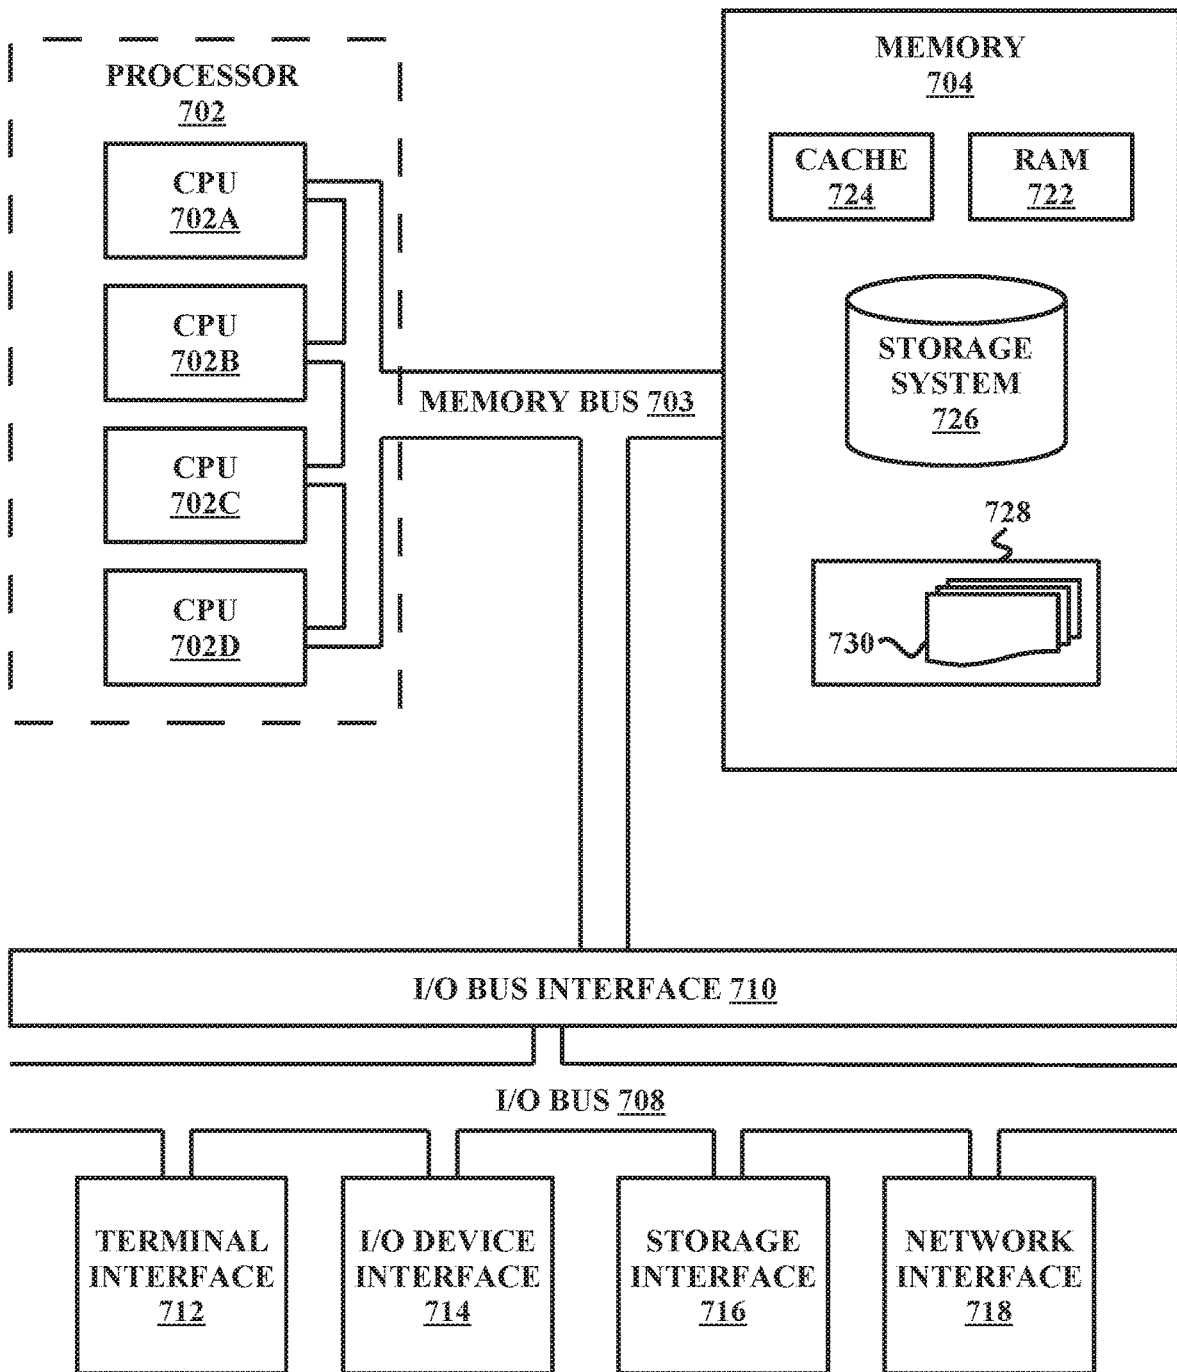 PROCESSOR
702
CPU
702A
CPU
702B
CPU
702C
CPU
702D
MEMORY BUS 703
MEMORY
704
CACHE
724
RAM
722
STORAGE
SYSTEM
726
728
730
I/O BUS INTERFACE 710
I/O BUS 708
TERMINAL
INTERFACE
712
I/O DEVICE
INTERFACE
714
STORAGE
INTERFACE
716
NETWORK
INTERFACE
718